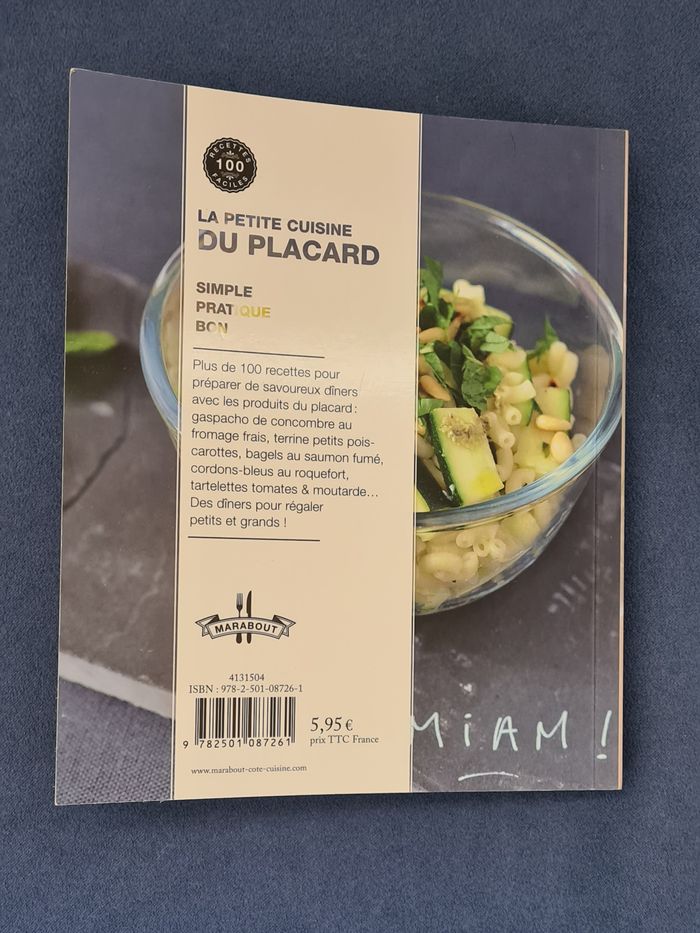 RECETTES
100
FACILES
LA PETITE CUISINE
DU PLACARD
SIMPLE
PRATIQUE
BON
Plus de 100 recettes pour
préparer de savoureux dîners
avec les produits du placard :
gaspacho de concombre au
fromage frais, terrine petits pois-
carottes, bagels au saumon fumé,
cordons-bleus au roquefort,
tartelettes tomates & moutarde...
Des dîners pour régaler
petits et grands !
MARABOUT
4131504
ISBN : 978-2-501-08726-1
9 782501 087261
5,95 €
prix TTC France
www.marabout-cote-cuisine.com
MiAM !